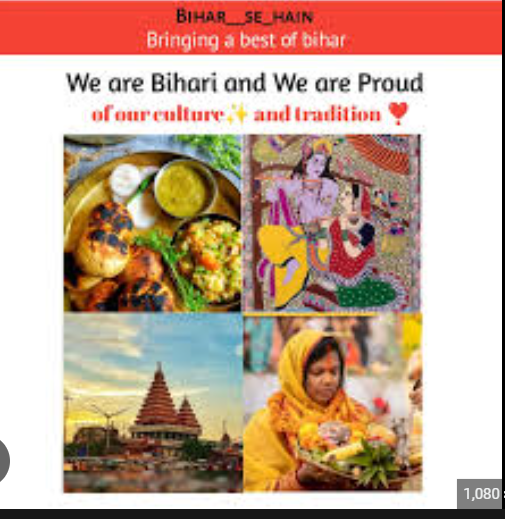 BIHAR__SE_HAIN
Bringing a best of bihar
We are Bihari and We are Proud
of our culture✨ and tradition ❣
1,080